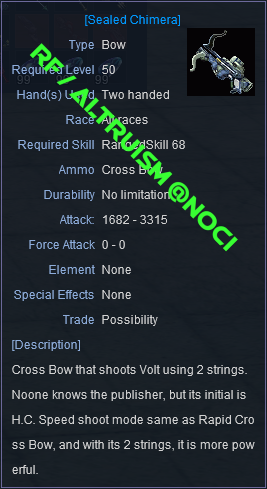 [Sealed Chimera]
Type Bow
Required Level 50
Hand(s) Used Two handed
Race All races
Required Skill RangedSkill 68
Ammo Cross Bow
Durability No limitation
Attack: 1682 - 3315
Force Attack 0 - 0
Element None
Special Effects None
Trade Possibility
[Description]
Cross Bow that shoots Volt using 2 strings.
Noone knows the publisher, but its initial is
H.C. Speed shoot mode same as Rapid Cro
ss Bow, and with its 2 strings, it is more pow
erful.
ALTRUISM @NOCI